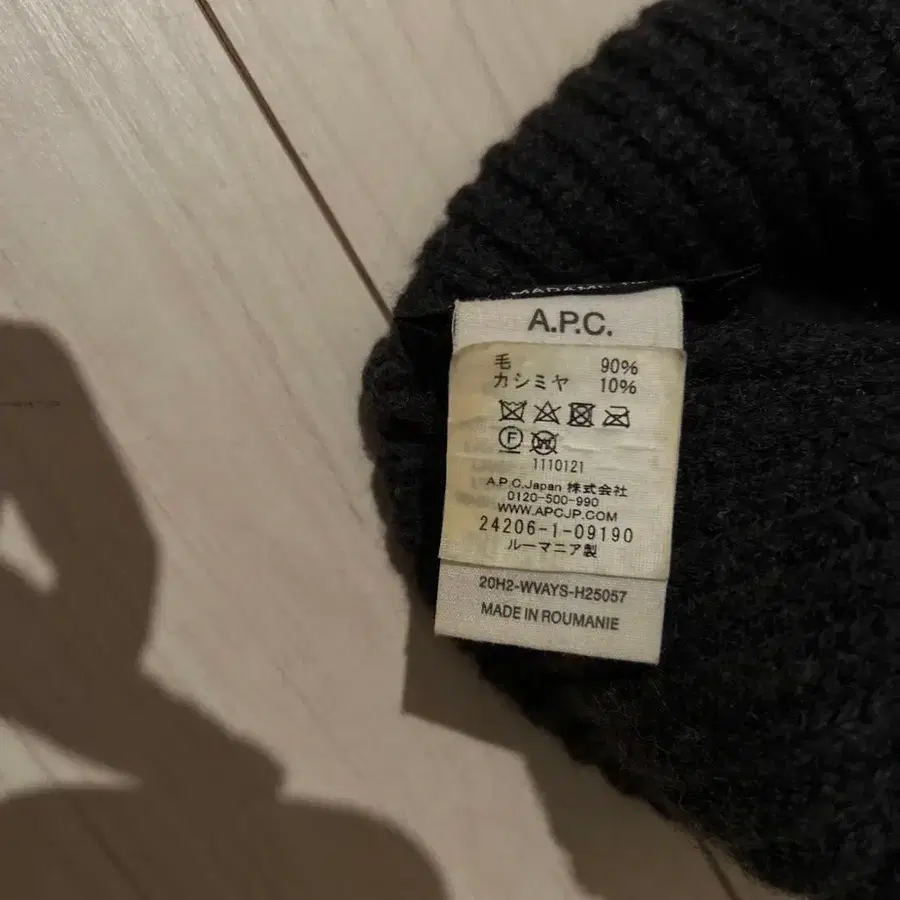 A.P.C.
毛 90%
カシミヤ 10%
F W
1110121
A.P.C.Japan 株式会社
0120-500-990
WWW.APCJP.COM
24206-1-09190
ルーマニア製
20H2-WVAYS-H25057
MADE IN ROUMANIE